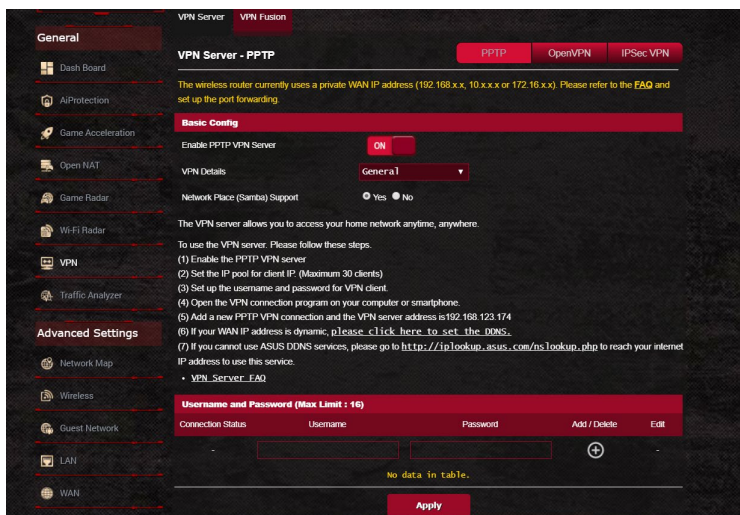 VPN Server VPN Fusion
General
VPN Server - PPTP
PPTP OpenVPN IPSec VPN
Dash Board
The wireless router currently uses a private WAN IP address (192.168.x.x, 10.x.x.x or 172.16.x.x). Please refer to the FAQ and
set up the port forwarding.
AiProtection
Basic Config
Game Acceleration
Enable PPTP VPN Server ON
Open NAT
VPN Details General
Game Radar
Network Place (Samba) Support Yes No
Wi-Fi Radar
The VPN server allows you to access your home network anytime, anywhere.
To use the VPN server. Please follow these steps.
VPN
(1) Enable the PPTP VPN server
(2) Set the IP pool for client IP. (Maximum 30 clients)
(3) Set up the username and password for VPN client.
Traffic Analyzer
(4) Open the VPN connection program on your computer or smartphone.
(5) Add a new PPTP VPN connection and the VPN server address is192.168.123.174
Advanced Settings
(6) If your WAN IP address is dynamic, please click here to set the DDNS.
(7) If you cannot use ASUS DDNS services, please go to http://iplookup.asus.com/nslookup.php to reach your internet
IP address to use this service.
Network Map
• VPN Server FAQ
Wireless
Username and Password (Max Limit : 16)
Guest Network
Connection Status Username Password Add / Delete Edit
LAN
- -
No data in table.
WAN
Apply